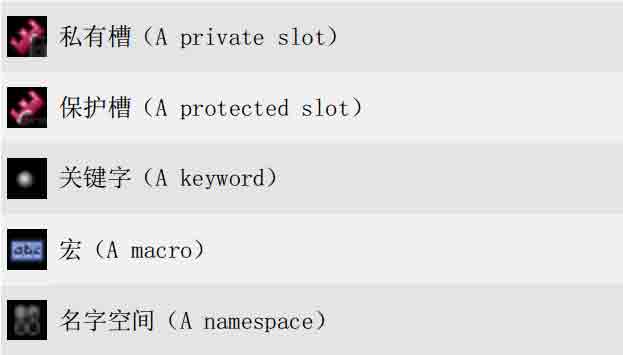 私有槽（A private slot）
保护槽（A protected slot）
关键字（A keyword）
abc 宏（A macro）
名字空间（A namespace）